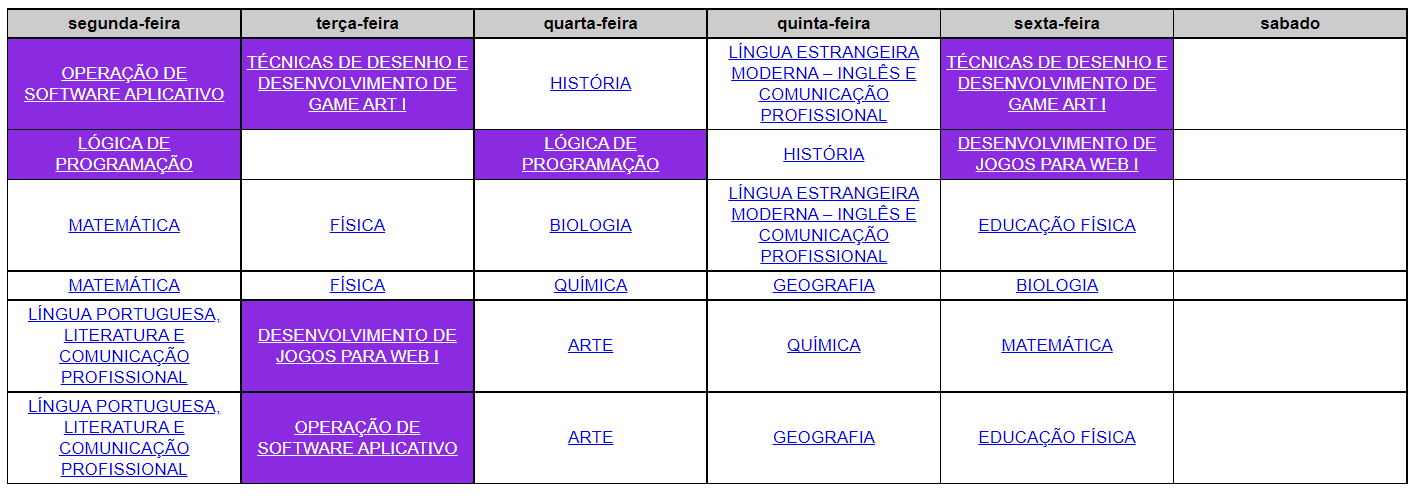 segunda-feira terça-feira quarta-feira quinta-feira sexta-feira sabado
OPERAÇÃO DE
SOFTWARE APLICATIVO
TÉCNICAS DE DESENHO E
DESENVOLVIMENTO DE
GAME ART I
HISTÓRIA
LÍNGUA ESTRANGEIRA
MODERNA – INGLÊS E
COMUNICAÇÃO
PROFISSIONAL
TÉCNICAS DE DESENHO E
DESENVOLVIMENTO DE
GAME ART I
LÓGICA DE
PROGRAMAÇÃO
LÓGICA DE
PROGRAMAÇÃO
HISTÓRIA
DESENVOLVIMENTO DE
JOGOS PARA WEB I
MATEMÁTICA
FÍSICA
BIOLOGIA
LÍNGUA ESTRANGEIRA
MODERNA – INGLÊS E
COMUNICAÇÃO
PROFISSIONAL
EDUCAÇÃO FÍSICA
MATEMÁTICA
FÍSICA
QUÍMICA
GEOGRAFIA
BIOLOGIA
LÍNGUA PORTUGUESA,
LITERATURA E
COMUNICAÇÃO
PROFISSIONAL
DESENVOLVIMENTO DE
JOGOS PARA WEB I
ARTE
QUÍMICA
MATEMÁTICA
LÍNGUA PORTUGUESA,
LITERATURA E
COMUNICAÇÃO
PROFISSIONAL
OPERAÇÃO DE
SOFTWARE APLICATIVO
ARTE
GEOGRAFIA
EDUCAÇÃO FÍSICA